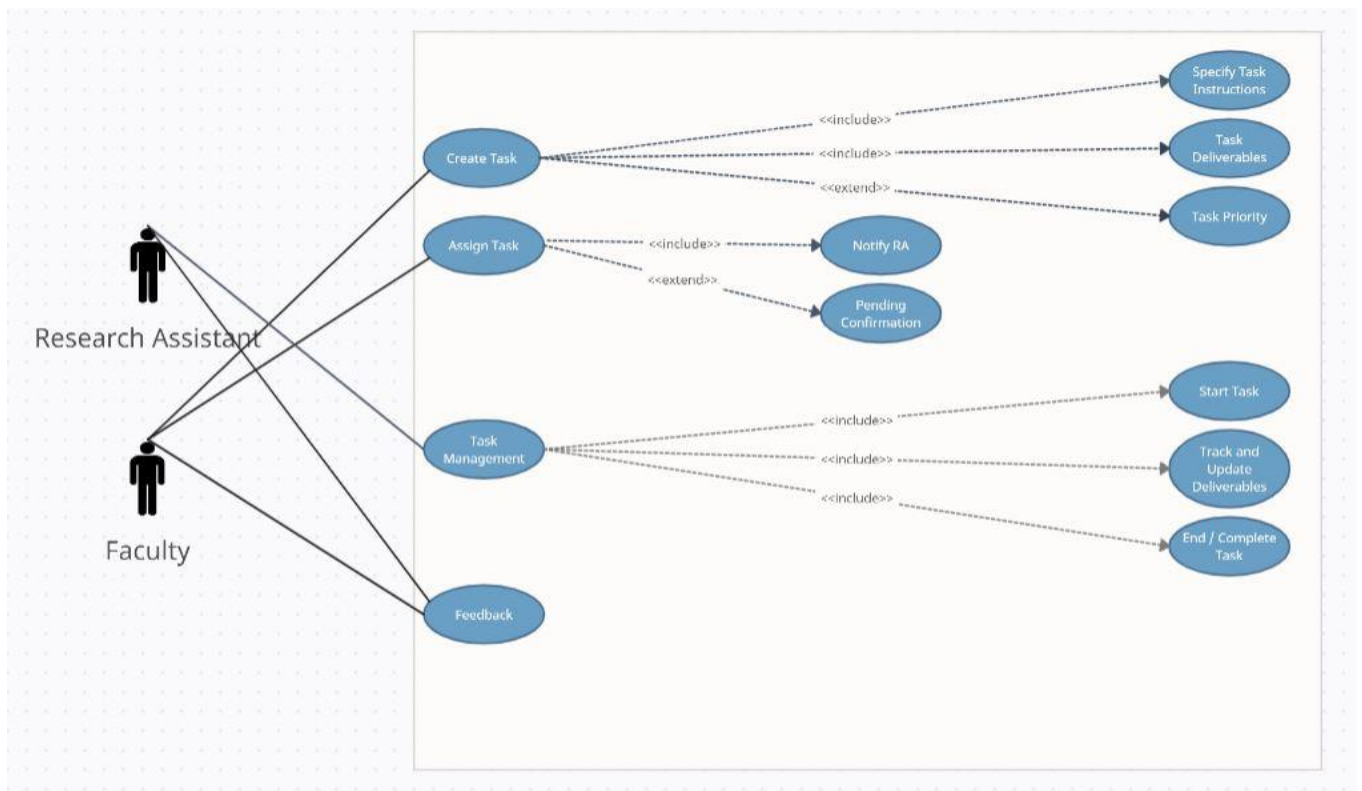 Specify Task
Instructions
<<include>>
Create Task
<<include>>
Task
Deliverables
<<extend>>
Task Priority
Assign Task
<<include>>
Notify RA
<<extend>>
Pending
Confirmation
Research Assistant
Start Task
<<include>>
Task
Management
<<include>>
Track and
Update
Deliverables
<<include>>
End / Complete
Task
Faculty
Feedback